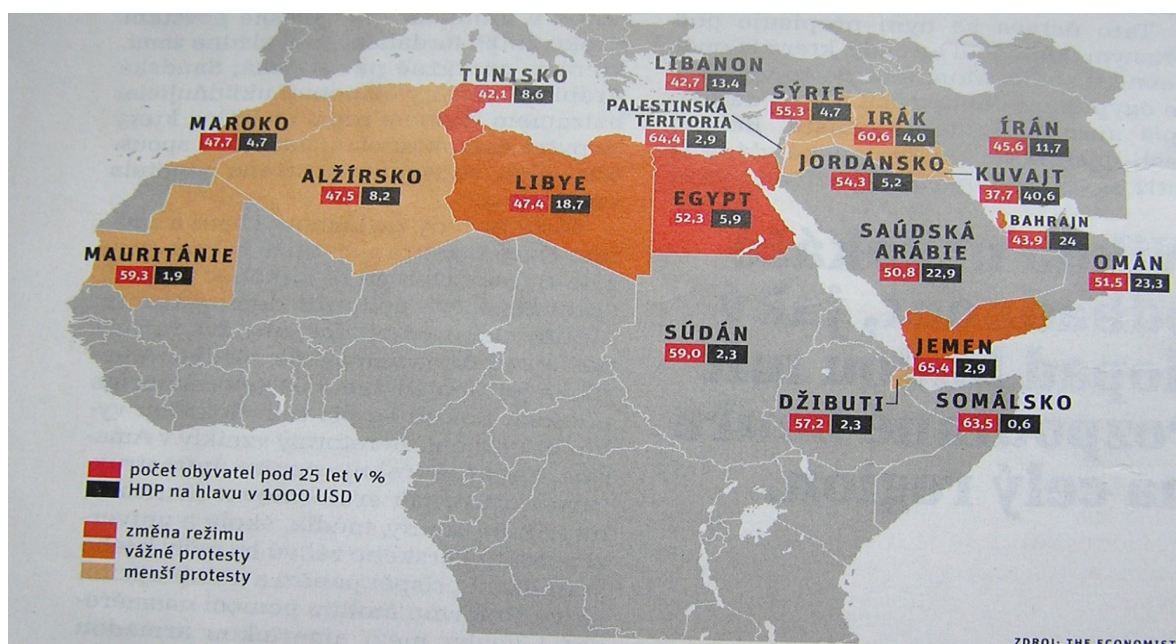 TUNISKO
42,1 8,6
LIBANON
42,7 13,4
PALESTINSKÁ
TERITORIA
64,4 2,9
SÝRIE
55,3 4,7
IRÁK
60,6 4,0
ÍRÁN
45,6 11,7
MAROKO
47,7 4,7
ALŽÍRSKO
47,5 8,2
LIBYE
47,4 18,7
EGYPT
52,3 5,9
JORDÁNSKO
54,3 5,2
KUVAJT
37,7 40,6
BAHRAJN
43,9 24
MAURITÁNIE
59,3 1,9
SAÚDSKÁ
ARÁBIE
50,8 22,9
OMÁN
51,5 23,3
SÚDÁN
59,0 2,3
JEMEN
65,4 2,9
DŽIBUTI
57,2 2,3
SOMÁLSKO
63,5 0,6
počet obyvatel pod 25 let v %
HDP na hlavu v 1000 USD
změna režimu
vážné protesty
menší protesty
ZDROJ: THE ECONOMIST